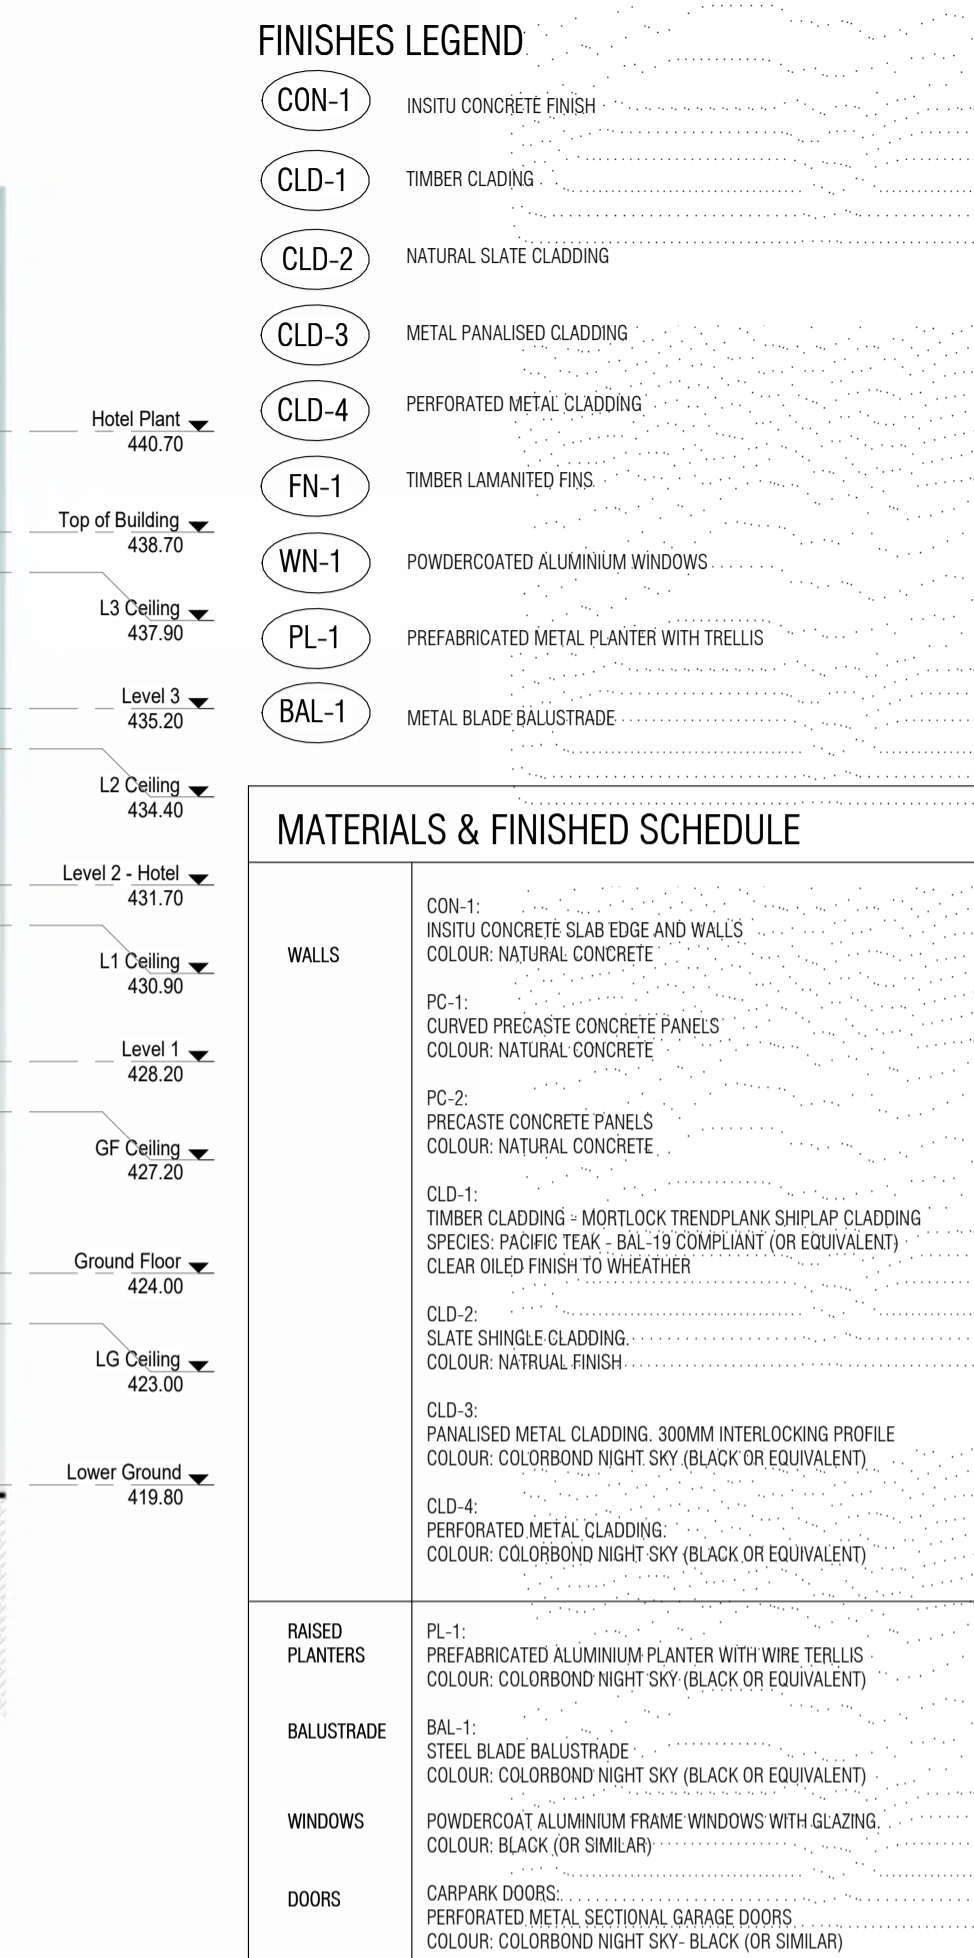 FINISHES LEGEND
CON-1 INSITU CONCRETE FINISH
CLD-1 TIMBER CLADING
CLD-2 NATURAL SLATE CLADDING
CLD-3 METAL PANALISED CLADDING
CLD-4 PERFORATED METAL CLADDING
FN-1 TIMBER LAMANITED FINS
WN-1 POWDERCOATED ALUMINIUM WINDOWS
PL-1 PREFABRICATED METAL PLANTER WITH TRELLIS
BAL-1 METAL BLADE BALUSTRADE
Hotel Plant
440.70
Top of Building
438.70
L3 Ceiling
437.90
Level 3
435.20
L2 Ceiling
434.40
Level 2 - Hotel
431.70
L1 Ceiling
430.90
Level 1
428.20
GF Ceiling
427.20
Ground Floor
424.00
LG Ceiling
423.00
Lower Ground
419.80
MATERIALS & FINISHED SCHEDULE
WALLS
CON-1:
INSITU CONCRETE SLAB EDGE AND WALLS
COLOUR: NATURAL CONCRETE
PC-1:
CURVED PRECASTE CONCRETE PANELS
COLOUR: NATURAL CONCRETE
PC-2:
PRECASTE CONCRETE PANELS
COLOUR: NATURAL CONCRETE
CLD-1:
TIMBER CLADDING - MORTLOCK TRENDPLANK SHIPLAP CLADDING
SPECIES: PACIFIC TEAK - BAL-19 COMPLIANT (OR EQUIVALENT)
CLEAR OILED FINISH TO WHEATHER
CLD-2:
SLATE SHINGLE CLADDING.
COLOUR: NATRUAL FINISH
CLD-3:
PANALISED METAL CLADDING. 300MM INTERLOCKING PROFILE
COLOUR: COLORBOND NIGHT SKY (BLACK OR EQUIVALENT)
CLD-4:
PERFORATED METAL CLADDING.
COLOUR: COLORBOND NIGHT SKY (BLACK OR EQUIVALENT)
RAISED
PLANTERS
PL-1:
PREFABRICATED ALUMINIUM PLANTER WITH WIRE TERLLIS
COLOUR: COLORBOND NIGHT SKY (BLACK OR EQUIVALENT)
BALUSTRADE
BAL-1:
STEEL BLADE BALUSTRADE
COLOUR: COLORBOND NIGHT SKY (BLACK OR EQUIVALENT)
WINDOWS
POWDERCOAT ALUMINIUM FRAME WINDOWS WITH GLAZING.
COLOUR: BLACK (OR SIMILAR)
DOORS
CARPARK DOORS:
PERFORATED METAL SECTIONAL GARAGE DOORS
COLOUR: COLORBOND NIGHT SKY- BLACK (OR SIMILAR)